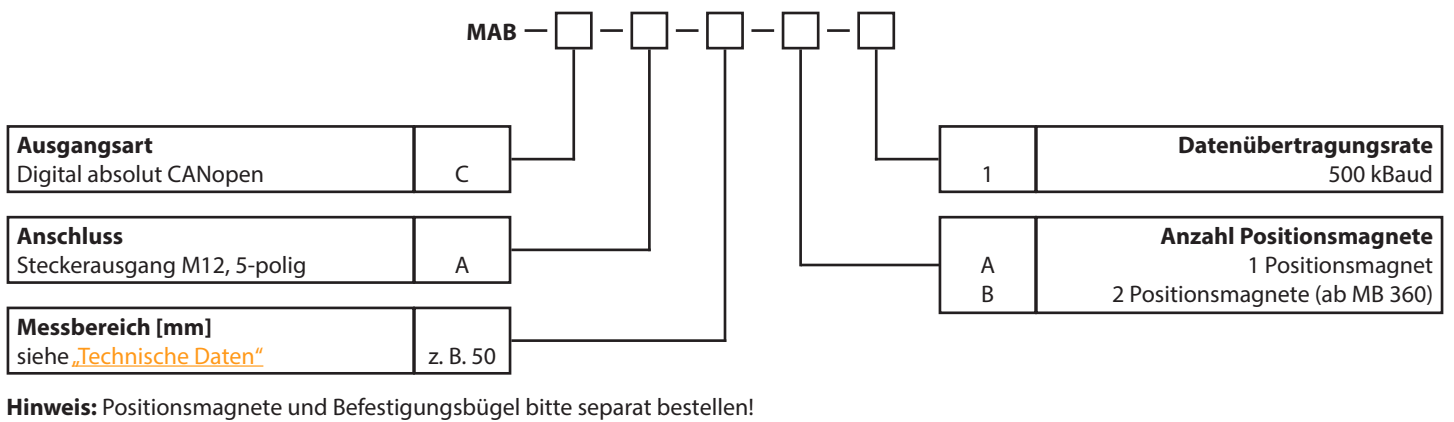 MAB
Ausgangsart
Digital absolut CANopen
C
Anschluss
Steckerausgang M12, 5-polig
A
Messbereich [mm]
siehe „Technische Daten“
z. B. 50
Datenübertragungsrate
1
500 kBaud
Anzahl Positionsmagnete
A
1 Positionsmagnet
B
2 Positionsmagnete (ab MB 360)
Hinweis: Positionsmagnete und Befestigungsbügel bitte separat bestellen!